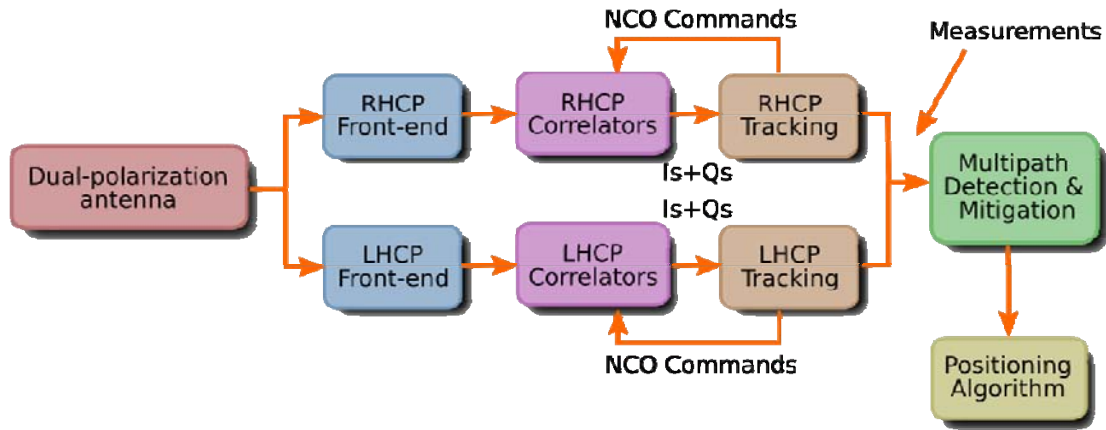 NCO Commands
Measurements
RHCP
Front-end
RHCP
Correlators
RHCP
Tracking
Dual-polarization
antenna
Is+Qs
Is+Qs
Multipath
Detection &
Mitigation
LHCP
Front-end
LHCP
Correlators
LHCP
Tracking
NCO Commands
Positioning
Algorithm